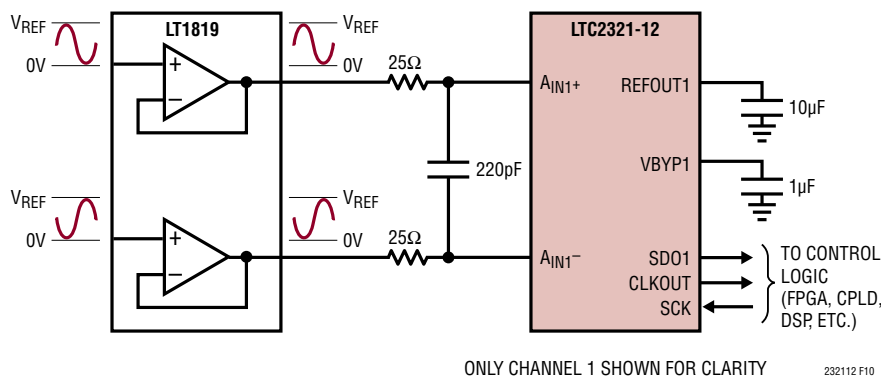 VREF
0V
LT1819
VREF
0V
25Ω
LTC2321-12
AIN1+
REFOUT1
10µF
220pF
VBYP1
1µF
VREF
0V
VREF
0V
25Ω
AIN1–
SDO1
CLKOUT
SCK
TO CONTROL
LOGIC
(FPGA, CPLD,
DSP, ETC.)
+
–
+
–
ONLY CHANNEL 1 SHOWN FOR CLARITY
232112 F10